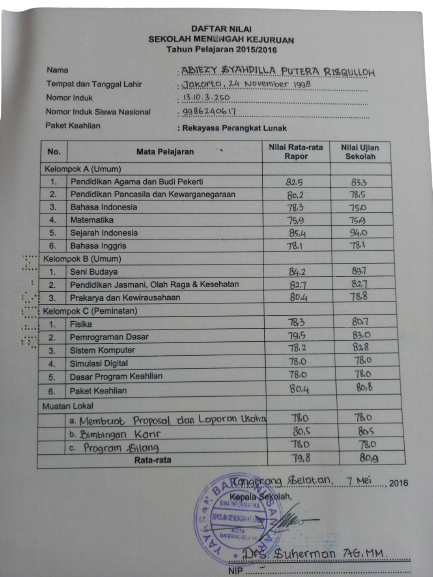 DAFTAR NILAI
SEKOLAH MENENGAH KEJURUAN
Tahun Pelajaran 2015/2016
Nama : ABIEZY SYAHDILLA PUTERA RISQULLOH
Tempat dan Tanggal Lahir : Jakarta, 24 November 1998
Nomor Induk : 13.10.3.250
Nomor Induk Siswa Nasional : 9986240617
Paket Keahlian : Rekayasa Perangkat Lunak
No. Mata Pelajaran Nilai Rata-rata Rapor Nilai Ujian Sekolah
Kelompok A (Umum)
1. Pendidikan Agama dan Budi Pekerti 82.5 83.3
2. Pendidikan Pancasila dan Kewarganegaraan 80,2 78,5
3. Bahasa Indonesia 78,3 75.0
4. Matematika 75,9 75,9
5. Sejarah Indonesia 85,4 94.0
6. Bahasa Inggris 78.1 78.1
Kelompok B (Umum)
1. Seni Budaya 84.2 89.7
2. Pendidikan Jasmani, Olah Raga & Kesehatan 82.7 82.7
3. Prakarya dan Kewirausahaan 80.4 78.8
Kelompok C (Peminatan)
1. Fisika 78,3 80.7
2. Pemrograman Dasar 79,5 83.0
3. Sistem Komputer 78.2 82.8
4. Simulasi Digital 78.0 78.0
5. Dasar Program Keahlian 78.0 78.0
6. Paket Keahlian 80.4 80,8
Muatan Lokal
a. Membuat Proposal dan Laporan Usaha 78.0 78.0
b. Bimbingan Karir 80,5 80,5
c. Program Bilang 78.0 78.0
Rata-rata 79,8 80,9
Tangerang Selatan, 7 Mei , 2016
Kepala Sekolah,
Drs. Suherman AG, MM.
NIP. –